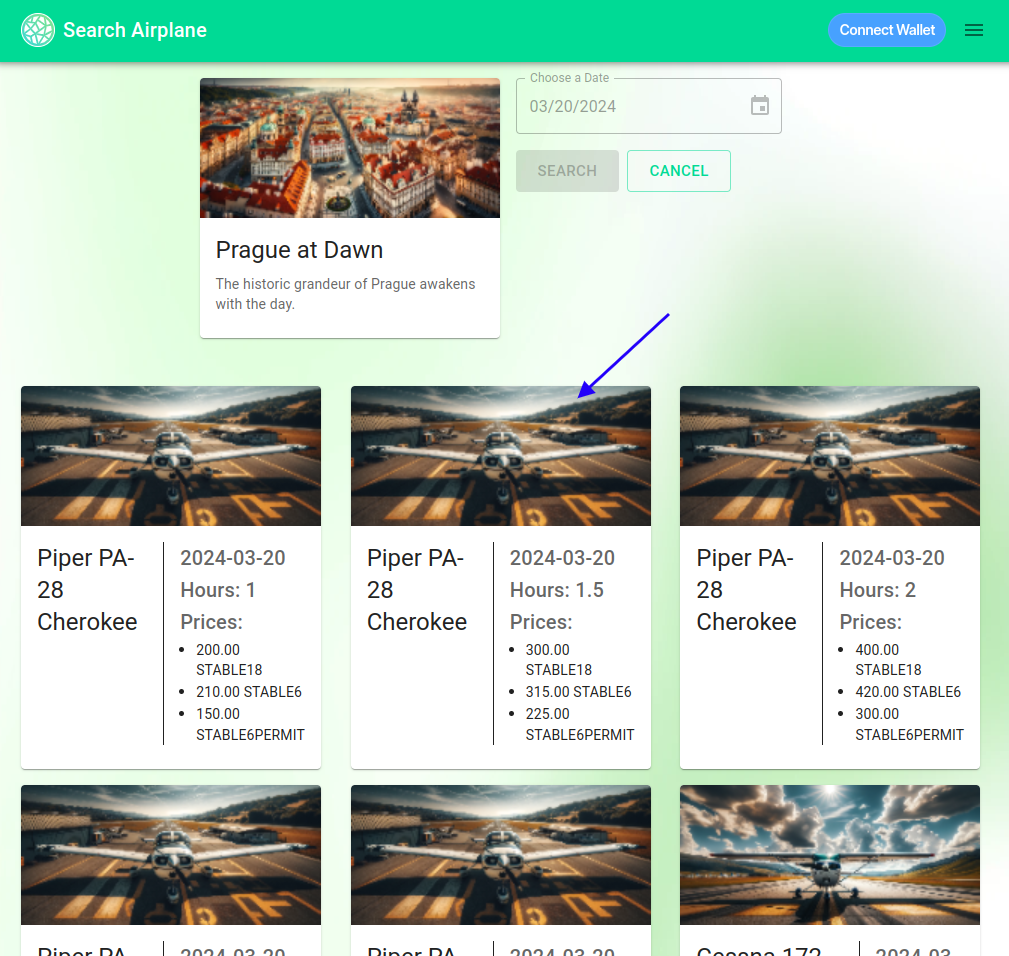 Search Airplane
Connect Wallet
Choose a Date
03/20/2024
SEARCH
CANCEL
Prague at Dawn
The historic grandeur of Prague awakens
with the day.
Piper PA-
28
Cherokee
2024-03-20
Hours: 1
Prices:
200.00
STABLE18
210.00 STABLE6
150.00
STABLE6PERMIT
Piper PA-
28
Cherokee
2024-03-20
Hours: 1.5
Prices:
300.00
STABLE18
315.00 STABLE6
225.00
STABLE6PERMIT
Piper PA-
28
Cherokee
2024-03-20
Hours: 2
Prices:
400.00
STABLE18
420.00 STABLE6
300.00
STABLE6PERMIT
Piper PA-
2024-03-20
Piper PA-
2024-03-20
Cessna 172
2024-03-